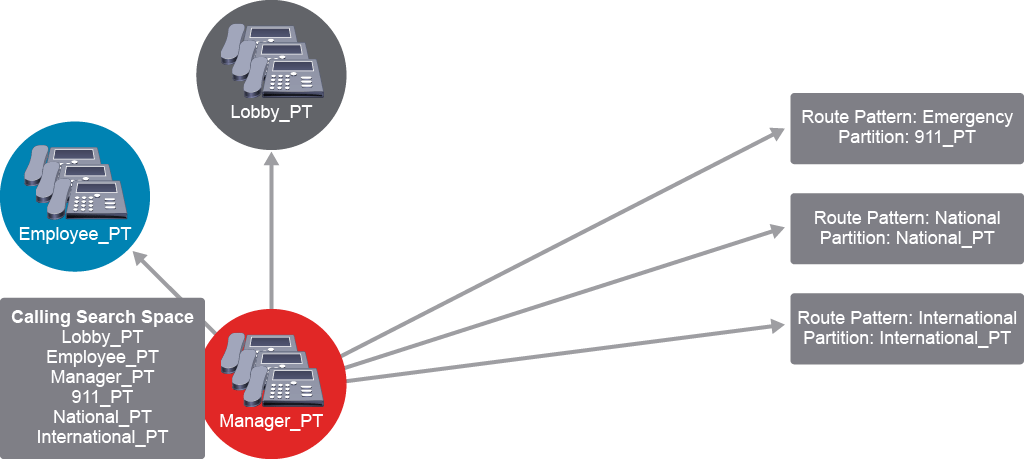 Lobby_PT
Route Pattern: Emergency
Partition: 911_PT
Employee_PT
Route Pattern: National
Partition: National_PT
Calling Search Space
Lobby_PT
Employee_PT
Manager_PT
911_PT
National_PT
International_PT
Manager_PT
Route Pattern: International
Partition: International_PT